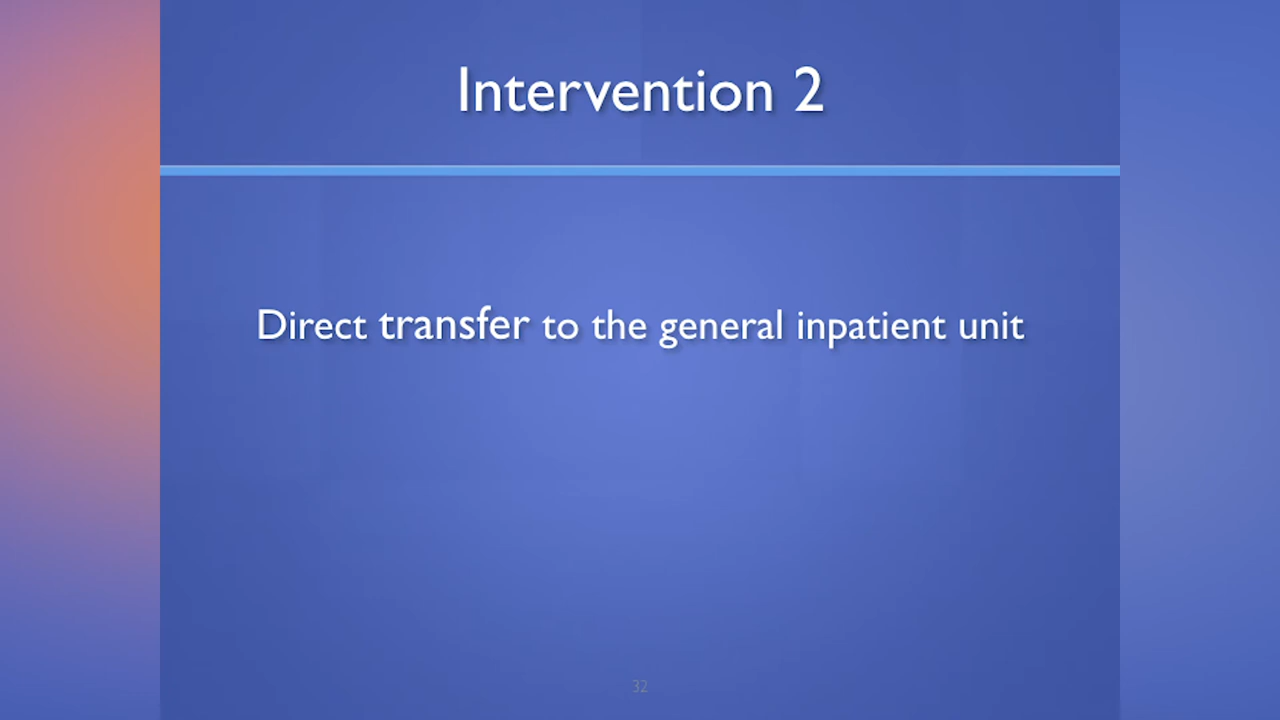 Intervention 2
Direct transfer to the general inpatient unit
32